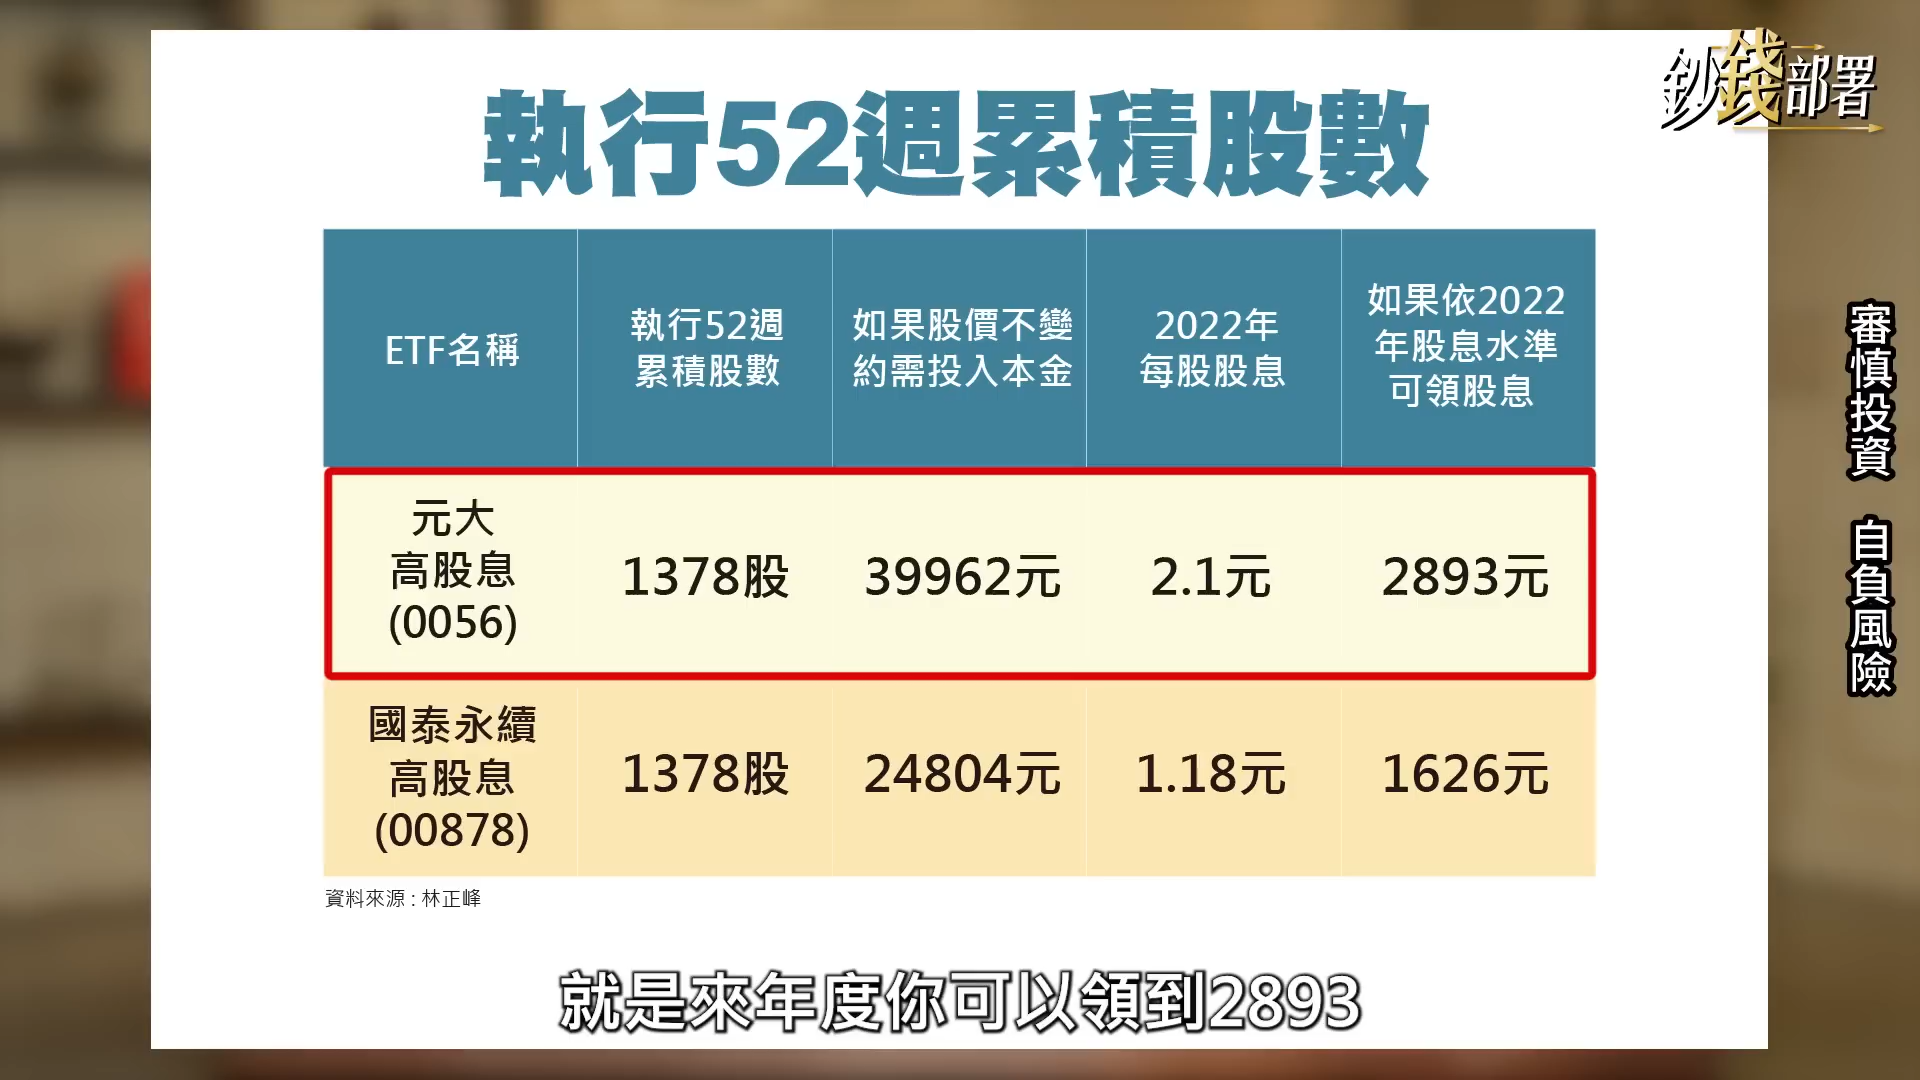 鈔錢部署
執行52週累積股數
ETF名稱
執行52週
累積股數
如果股價不變
約需投入本金
2022年
每股股息
如果依2022
年股息水準
可領股息
元大
高股息
(0056)
1378股
39962元
2.1元
2893元
國泰永續
高股息
(00878)
1378股
24804元
1.18元
1626元
資料來源 : 林正峰
審慎投資 自負風險
就是來年度你可以領到2893